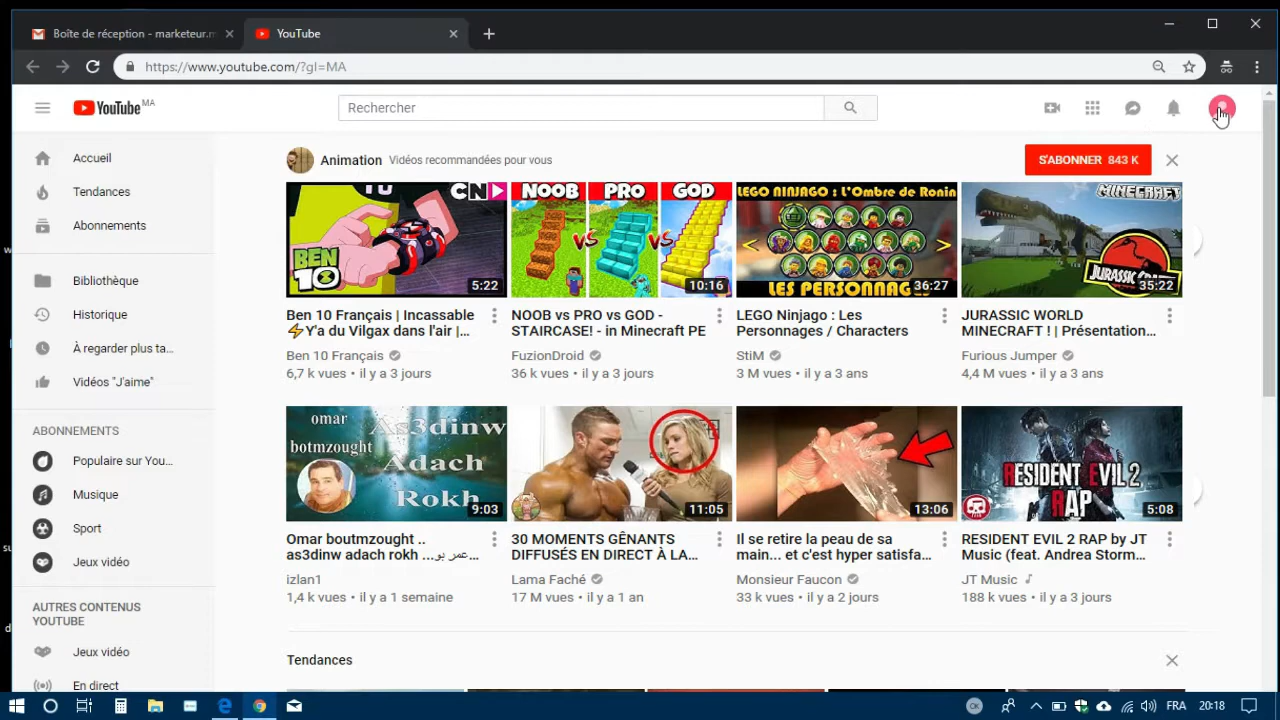 Boîte de réception - marketeur.m
YouTube
https://www.youtube.com/?gl=MA
YouTube MA
Rechercher
Accueil
Tendances
Abonnements
Bibliothèque
Historique
À regarder plus ta...
Vidéos "J'aime"
ABONNEMENTS
Populaire sur You...
Musique
Sport
Jeux vidéo
AUTRES CONTENUS
YOUTUBE
Jeux vidéo
En direct
Animation Vidéos recommandées pour vous
S'ABONNER 843 K
CN
BEN
10
5:22
Ben 10 Français | Incassable
⚡Y'a du Vilgax dans l'air |...
Ben 10 Français
6,7 k vues • il y a 3 jours
NOOB PRO GOD
VS VS
10:16
NOOB vs PRO vs GOD -
STAIRCASE! - in Minecraft PE
FuzionDroid
36 k vues • il y a 3 jours
LEGO NINJAGO : L'Ombre de Ronin
LES PERSONNAGES
36:27
LEGO Ninjago : Les
Personnages / Characters
StiM
3 M vues • il y a 3 ans
MINECRAFT
JURASSIC CRAFT
35:22
JURASSIC WORLD
MINECRAFT ! | Présentation...
Furious Jumper
4,4 M vues • il y a 3 ans
omar
botmzought
As3dinw
Adach
Rokh
9:03
Omar boutmzought ..
as3dinw adach rokh ...عمر بو...
izlan1
1,4 k vues • il y a 1 semaine
11:05
30 MOMENTS GÊNANTS
DIFFUSÉS EN DIRECT À LA...
Lama Faché
17 M vues • il y a 1 an
13:06
Il se retire la peau de sa
main... et c'est hyper satisfa...
Monsieur Faucon
33 k vues • il y a 2 jours
RESIDENT EVIL 2
RAP
5:08
RESIDENT EVIL 2 RAP by JT
Music (feat. Andrea Storm...
JT Music
188 k vues • il y a 3 jours
Tendances
OK
FRA
20:18